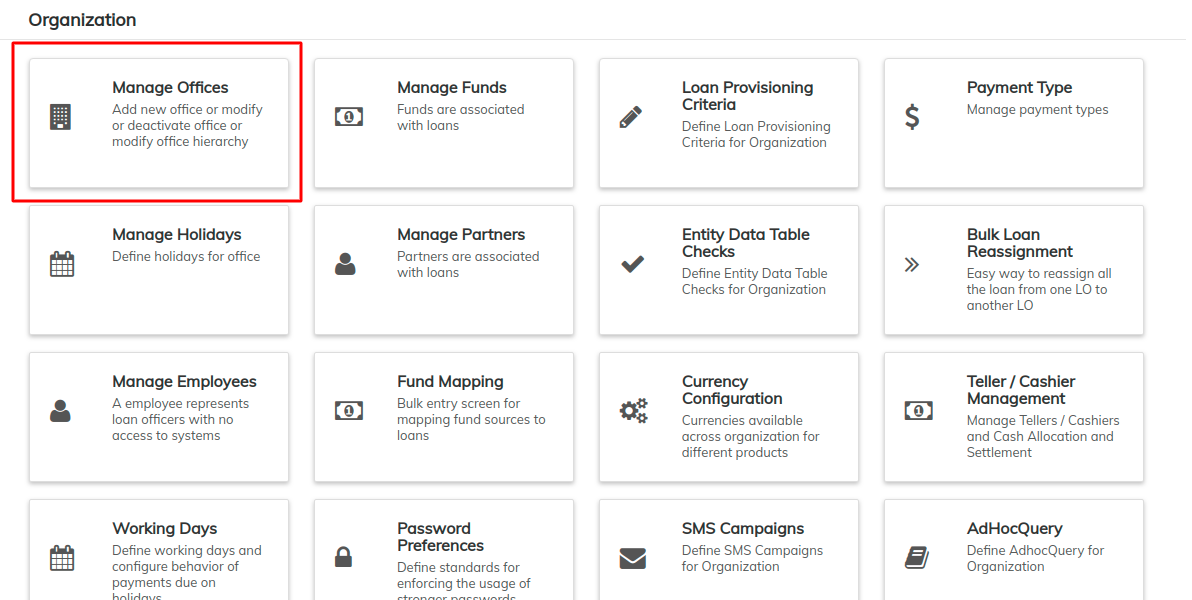 Organization
Manage Offices
Add new office or modify
or deactivate office or
modify office hierarchy
Manage Funds
Funds are associated
with loans
Loan Provisioning
Criteria
Define Loan Provisioning
Criteria for Organization
Payment Type
Manage payment types
Manage Holidays
Define holidays for office
Manage Partners
Partners are associated
with loans
Entity Data Table
Checks
Define Entity Data Table
Checks for Organization
Bulk Loan
Reassignment
Easy way to reassign all
the loan from one LO to
another LO
Manage Employees
A employee represents
loan officers with no
access to systems
Fund Mapping
Bulk entry screen for
mapping fund sources to
loans
Currency
Configuration
Currencies available
across organization for
different products
Teller / Cashier
Management
Manage Tellers / Cashiers
and Cash Allocation and
Settlement
Working Days
Define working days and
configure behavior of
payments due on
holidays
Password
Preferences
Define standards for
enforcing the usage of
stronger passwords
SMS Campaigns
Define SMS Campaigns
for Organization
AdHocQuery
Define AdhocQuery for
Organization